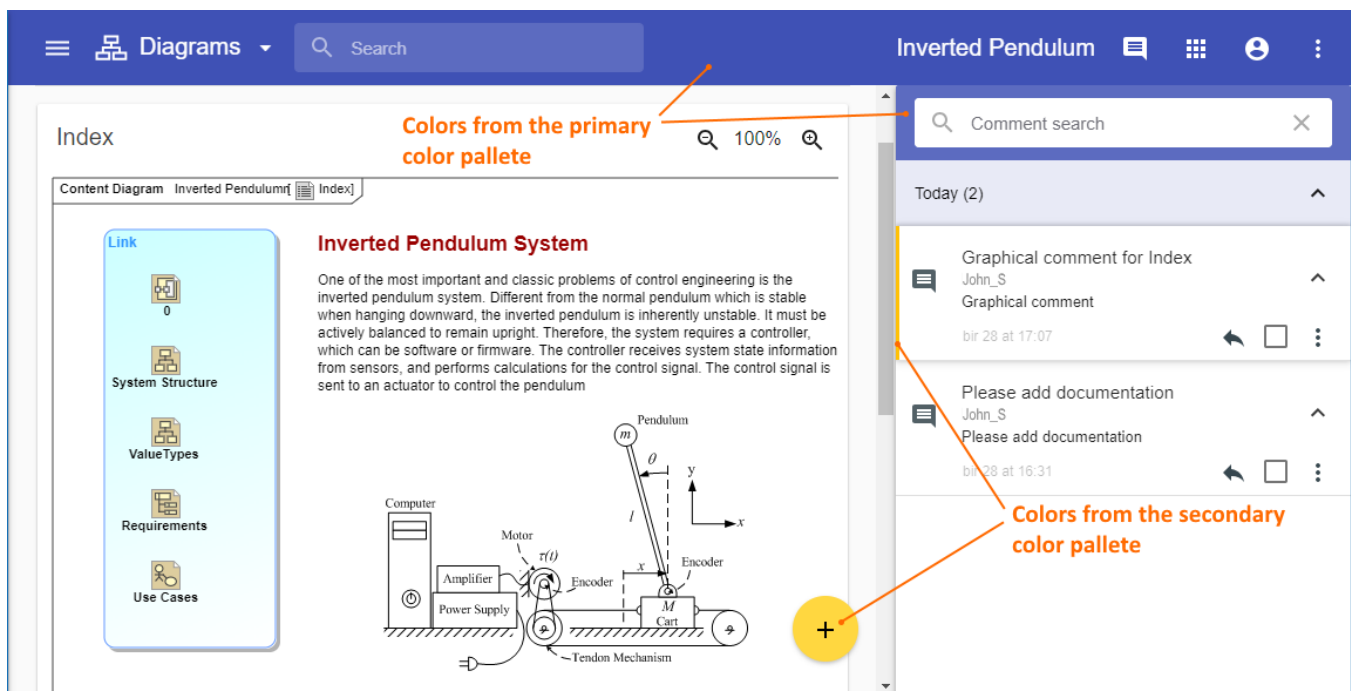 Diagrams
Search
Inverted Pendulum
Index
Colors from the primary
color pallete
100%
Comment search
Content Diagram Inverted Pendulum[ Index]
Today (2)
Link
0
System Structure
ValueTypes
Requirements
Use Cases
Inverted Pendulum System
One of the most important and classic problems of control engineering is the
inverted pendulum system. Different from the normal pendulum which is stable
when hanging downward, the inverted pendulum is inherently unstable. It must be
actively balanced to remain upright. Therefore, the system requires a controller,
which can be software or firmware. The controller receives system state information
from sensors, and performs calculations for the control signal. The control signal is
sent to an actuator to control the pendulum
Pendulum
m
θ
y
x
l
Computer
Motor
τ(t)
Encoder
x
Encoder
Amplifier
Power Supply
M
Cart
Tendon Mechanism
+
Graphical comment for Index
John_S
Graphical comment
bir 28 at 17:07
Please add documentation
John_S
Please add documentation
bir 28 at 16:31
Colors from the secondary
color pallete